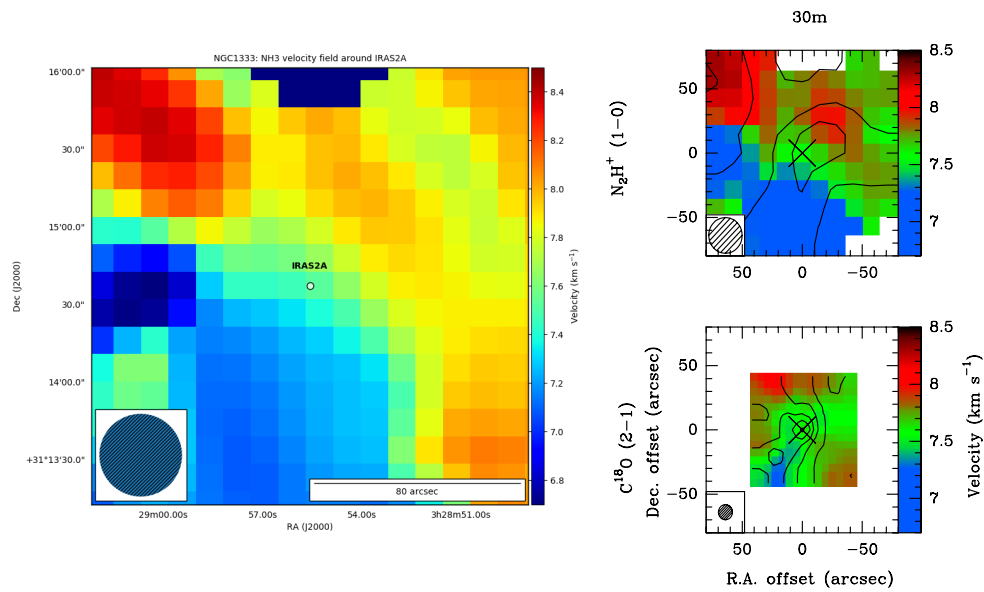 NGC1333: NH3 velocity field around IRAS2A
16'00.0"
30.0"
15'00.0"
30.0"
14'00.0"
+31°13'30.0"
Dec (J2000)
IRAS2A
80 arcsec
29m00.00s
57.00s
54.00s
3h28m51.00s
RA (J2000)
8.4
8.2
8.0
7.8
7.6
7.4
7.2
7.0
6.8
Velocity (km s⁻¹)
30m
N₂H⁺ (1−0)
50
0
−50
50
0
−50
8.5
8
7.5
7
C¹⁸O (2−1)
Dec. offset (arcsec)
50
0
−50
50
0
−50
R.A. offset (arcsec)
8.5
8
7.5
7
Velocity (km s⁻¹)